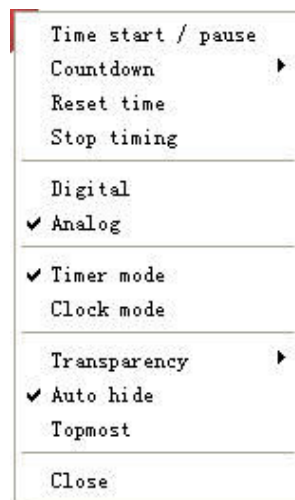 Time start / pause
Countdown
Reset time
Stop timing
Digital
Analog
Timer mode
Clock mode
Transparency
Auto hide
Topmost
Close